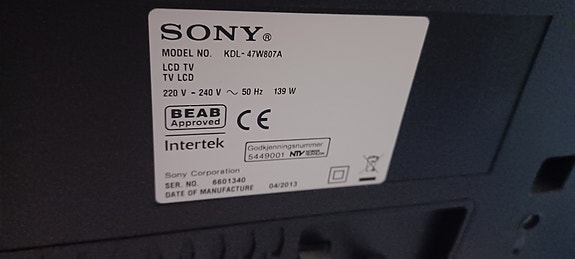 SONY®
MODEL NO. KDL-47W807A
LCD TV
TV LCD
220 V - 240 V ~ 50 Hz 139 W
BEAB
Approved
CE
Intertek
Godkjenningsnummer
5449001 NTV
Sony Corporation
SER. NO. 6601340
DATE OF MANUFACTURE 04/2013